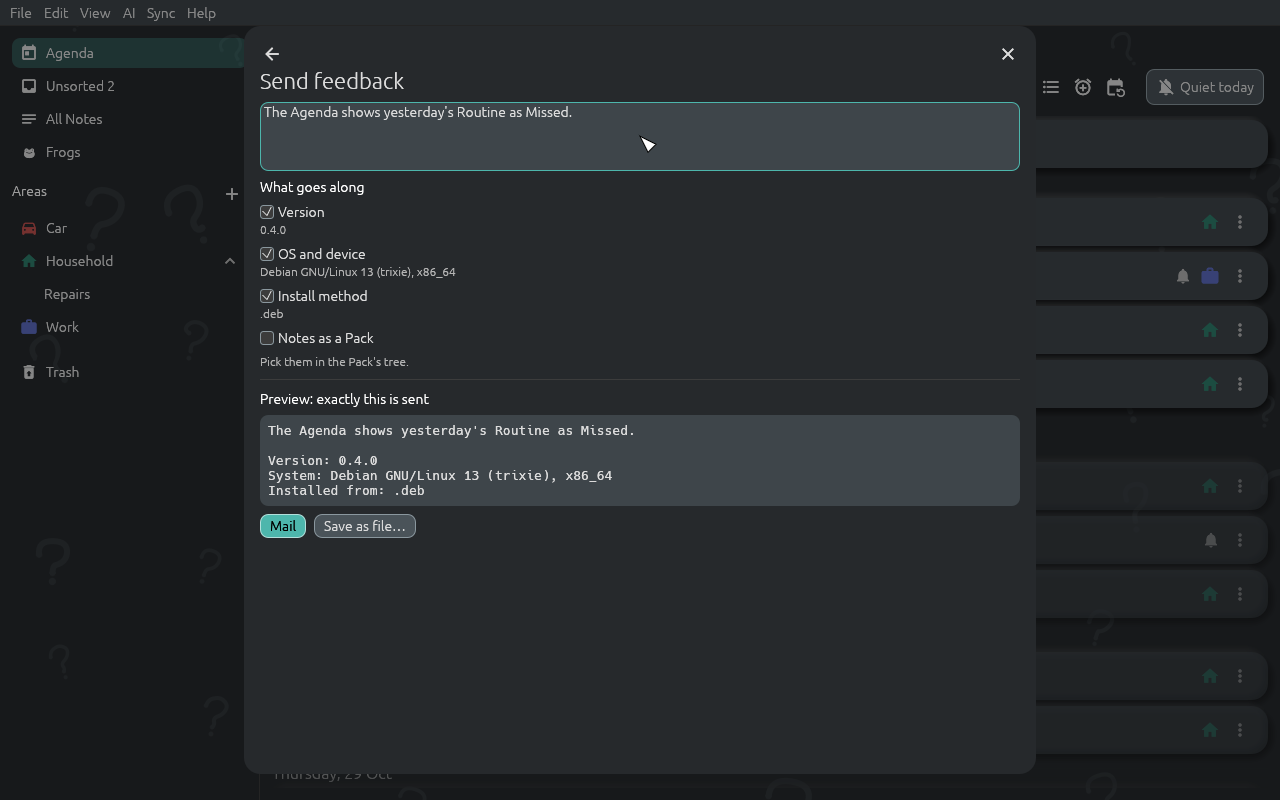 File Edit View AI Sync Help
Agenda
Unsorted 2
All Notes
Frogs
Areas
Car
Household
Repairs
Work
Trash
Send feedback
The Agenda shows yesterday's Routine as Missed.
What goes along
Version
0.4.0
OS and device
Debian GNU/Linux 13 (trixie), x86_64
Install method
.deb
Notes as a Pack
Pick them in the Pack's tree.
Preview: exactly this is sent
The Agenda shows yesterday's Routine as Missed.
Version: 0.4.0
System: Debian GNU/Linux 13 (trixie), x86_64
Installed from: .deb
Mail
Save as file…
Quiet today
Thursday, 29 Oct